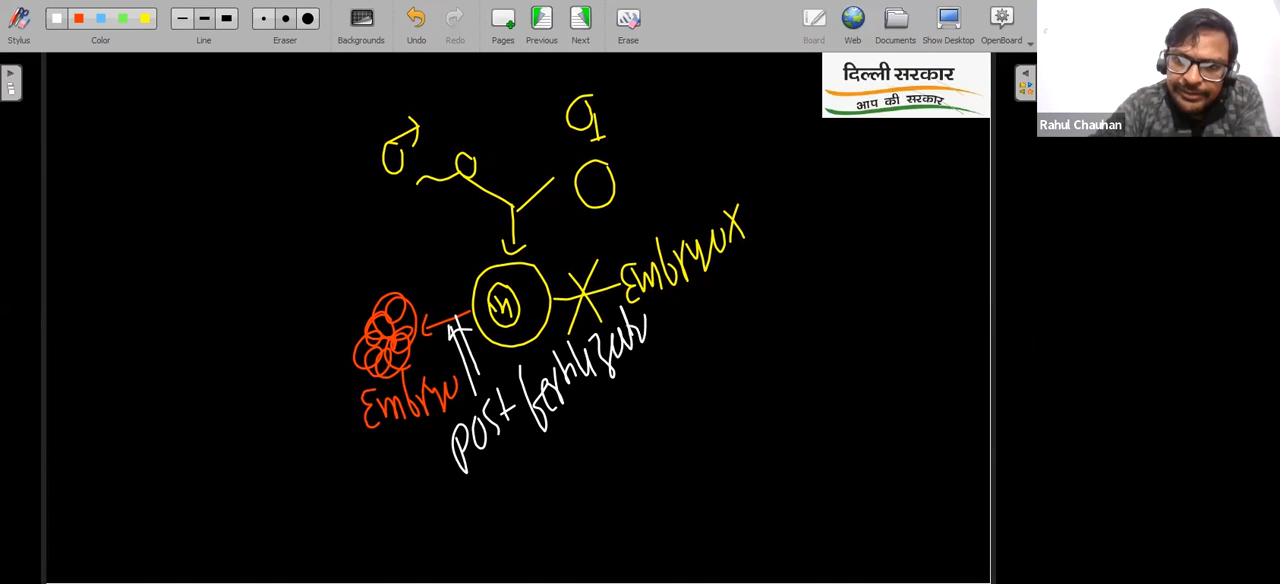 Stylus
Color
Line
Eraser
Backgrounds
Undo
Redo
Pages
Previous
Next
Erase
Board
Web
Documents
Show Desktop
OpenBoard
दिल्ली सरकार
आप की सरकार
Rahul Chauhan
Embryo X
Embryo
Post fertilizati